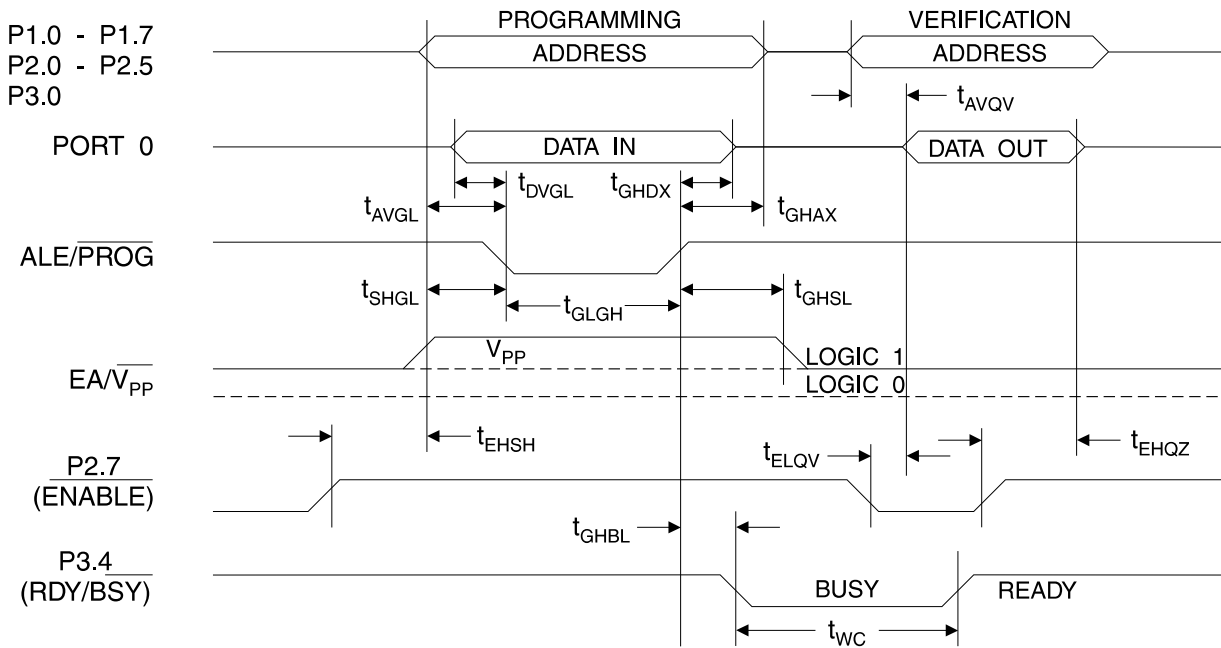 PROGRAMMING
VERIFICATION
P1.0 - P1.7
P2.0 - P2.5
P3.0
ADDRESS
ADDRESS
tAVQV
PORT 0
DATA IN
DATA OUT
tDVGL
tGHDX
tAVGL
tGHAX
ALE/PROG
tSHGL
tGLGH
tGHSL
VPP
LOGIC 1
LOGIC 0
EA/VPP
tEHSH
tELQV
tEHQZ
P2.7
(ENABLE)
tGHBL
P3.4
(RDY/BSY)
BUSY
READY
tWC